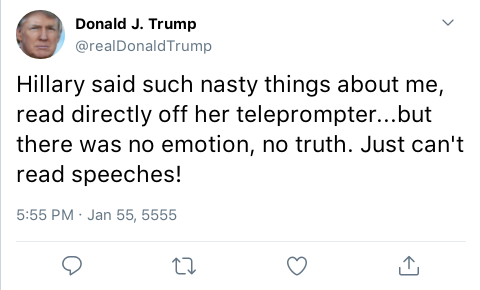 Donald J. Trump
@realDonaldTrump
Hillary said such nasty things about me,
read directly off her teleprompter...but
there was no emotion, no truth. Just can't
read speeches!
5:55 PM · Jan 55, 5555